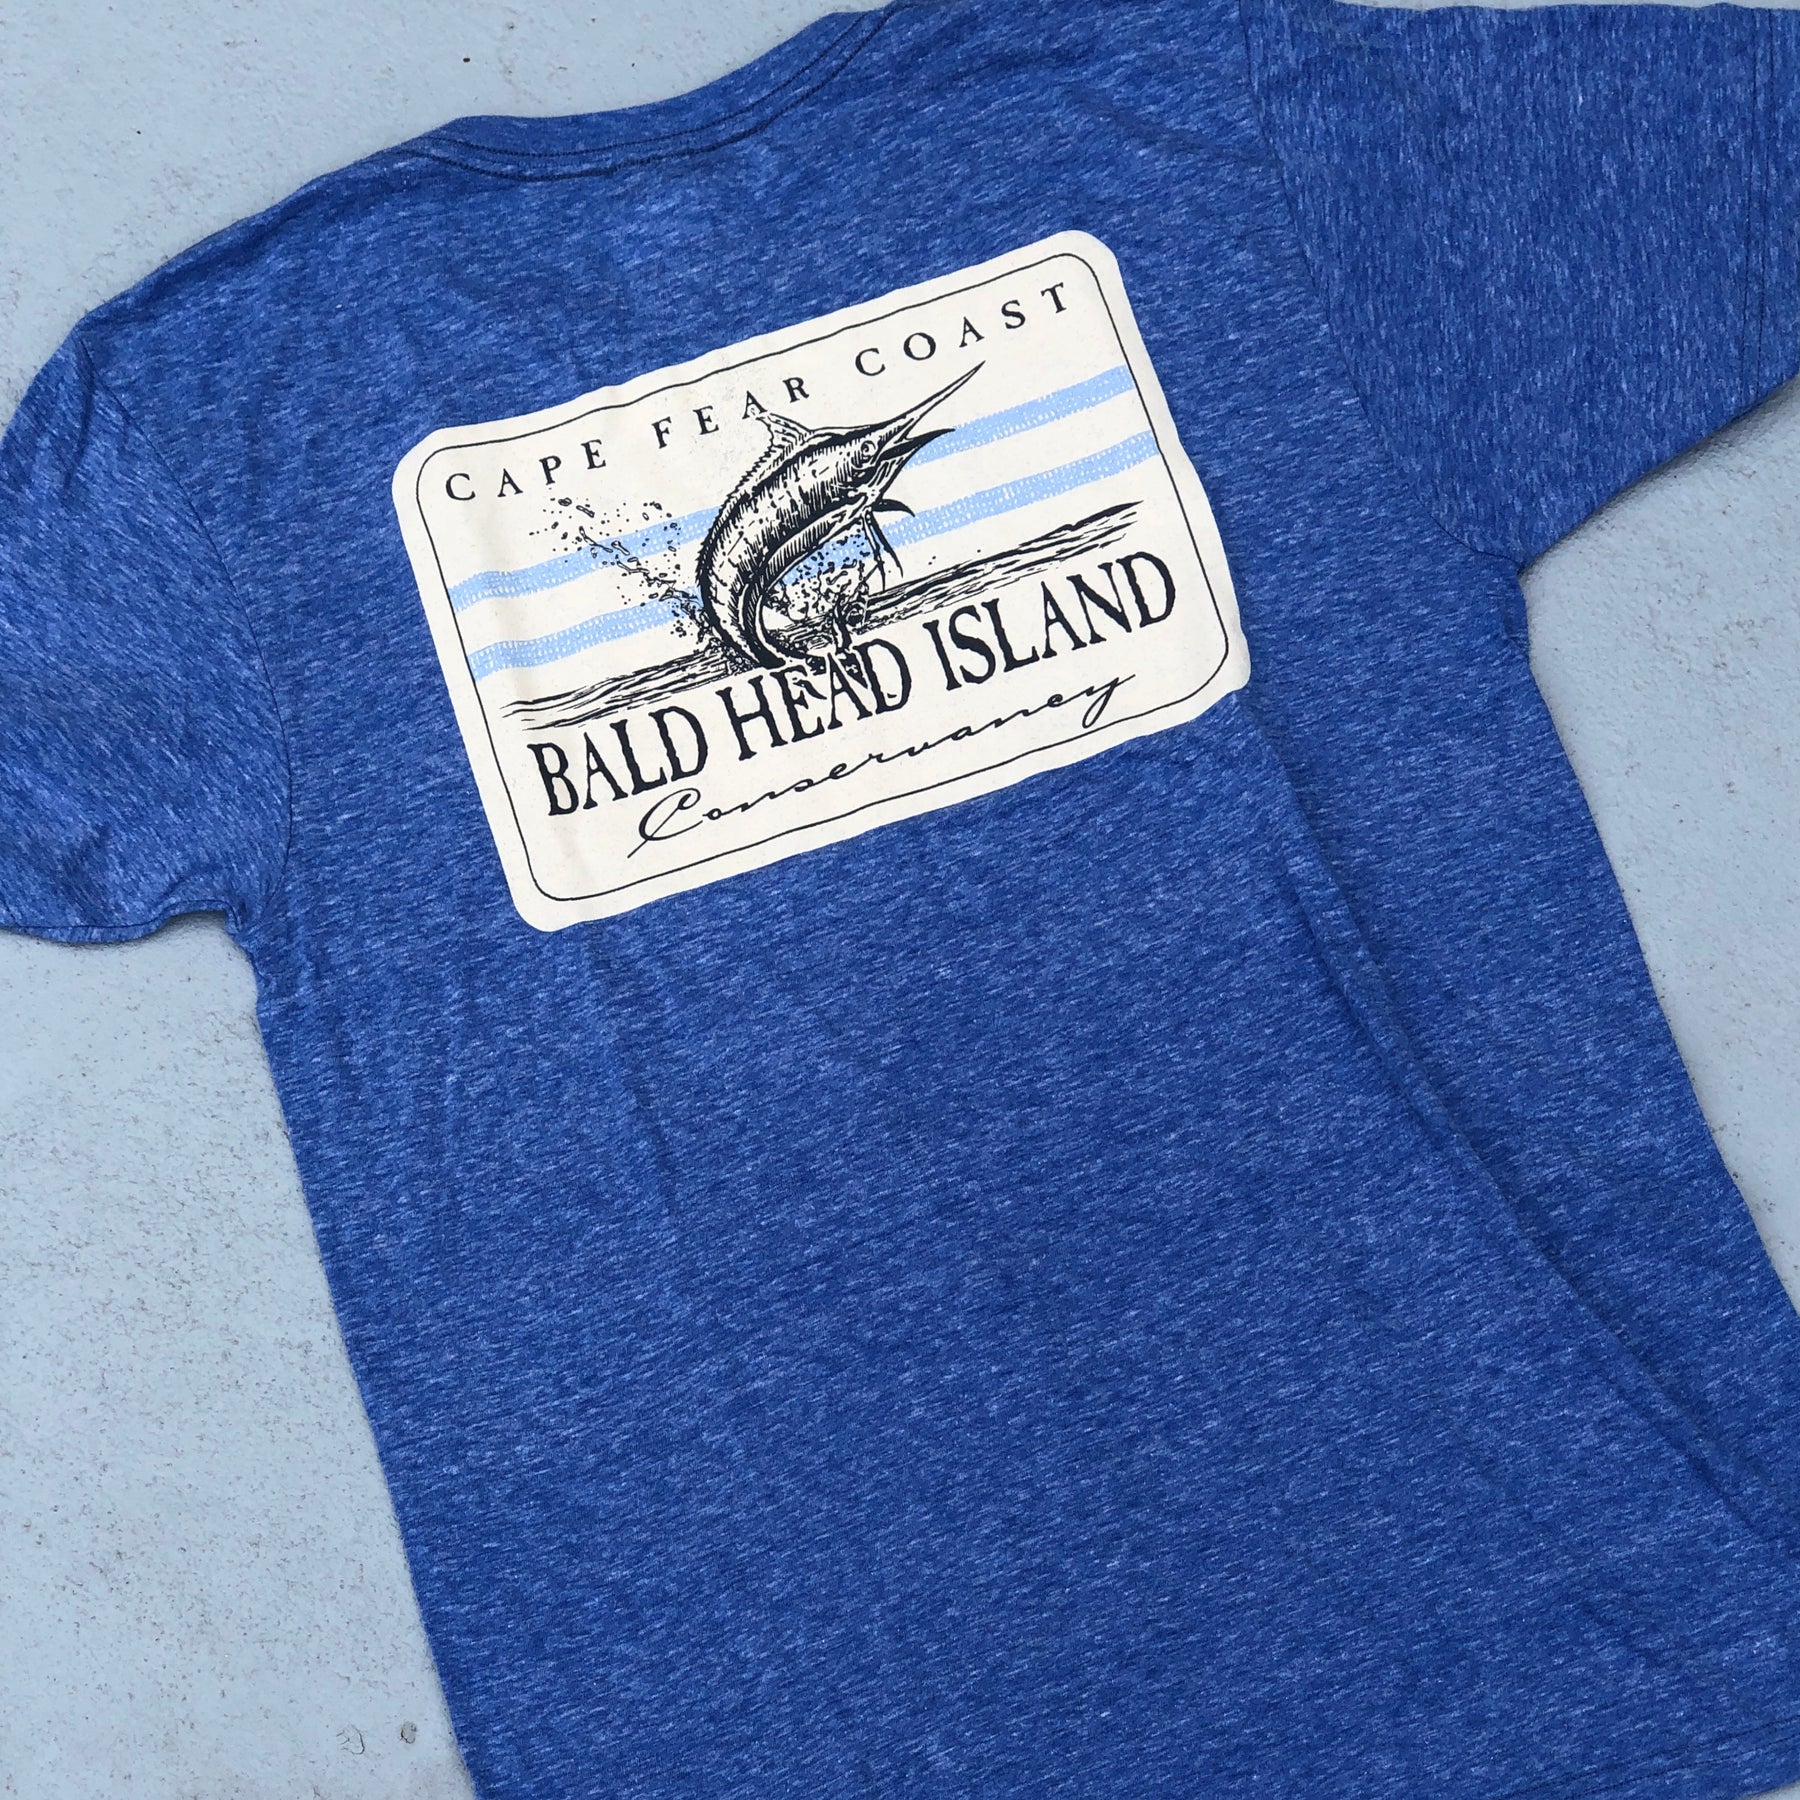 CAPE FEAR COAST
BALD HEAD ISLAND
Conservancy